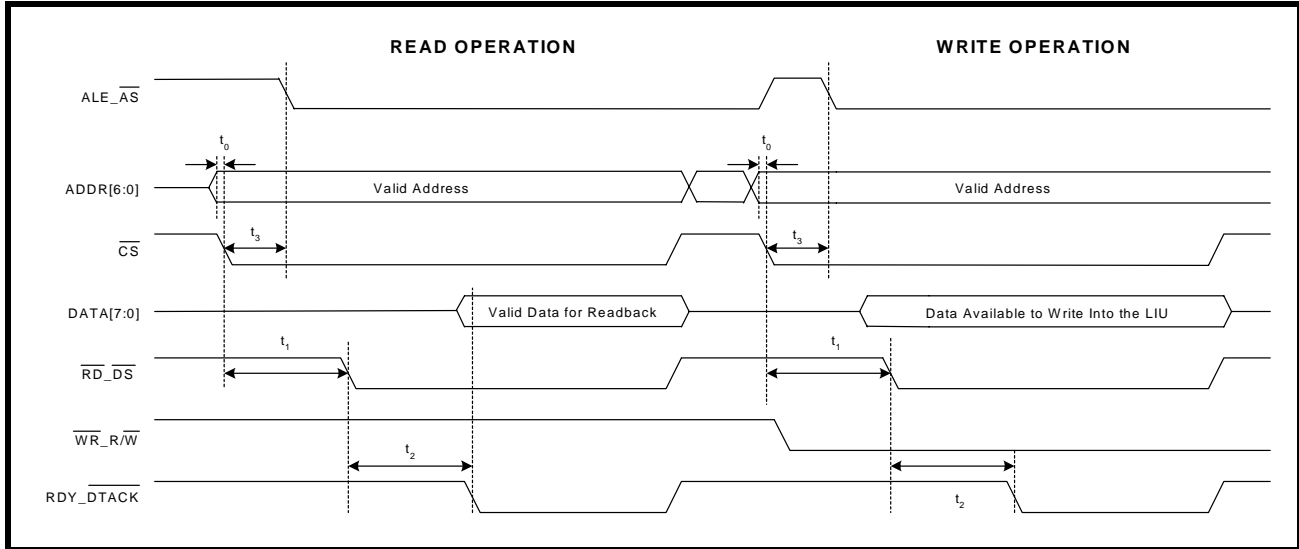 READ OPERATION WRITE OPERATION
ALE_AS
t0 t0
ADDR[6:0] Valid Address Valid Address
t3 t3
CS
DATA[7:0] Valid Data for Readback Data Available to Write Into the LIU
t1 t1
RD_DS
WR_R/W
t2
RDY_DTACK
t2